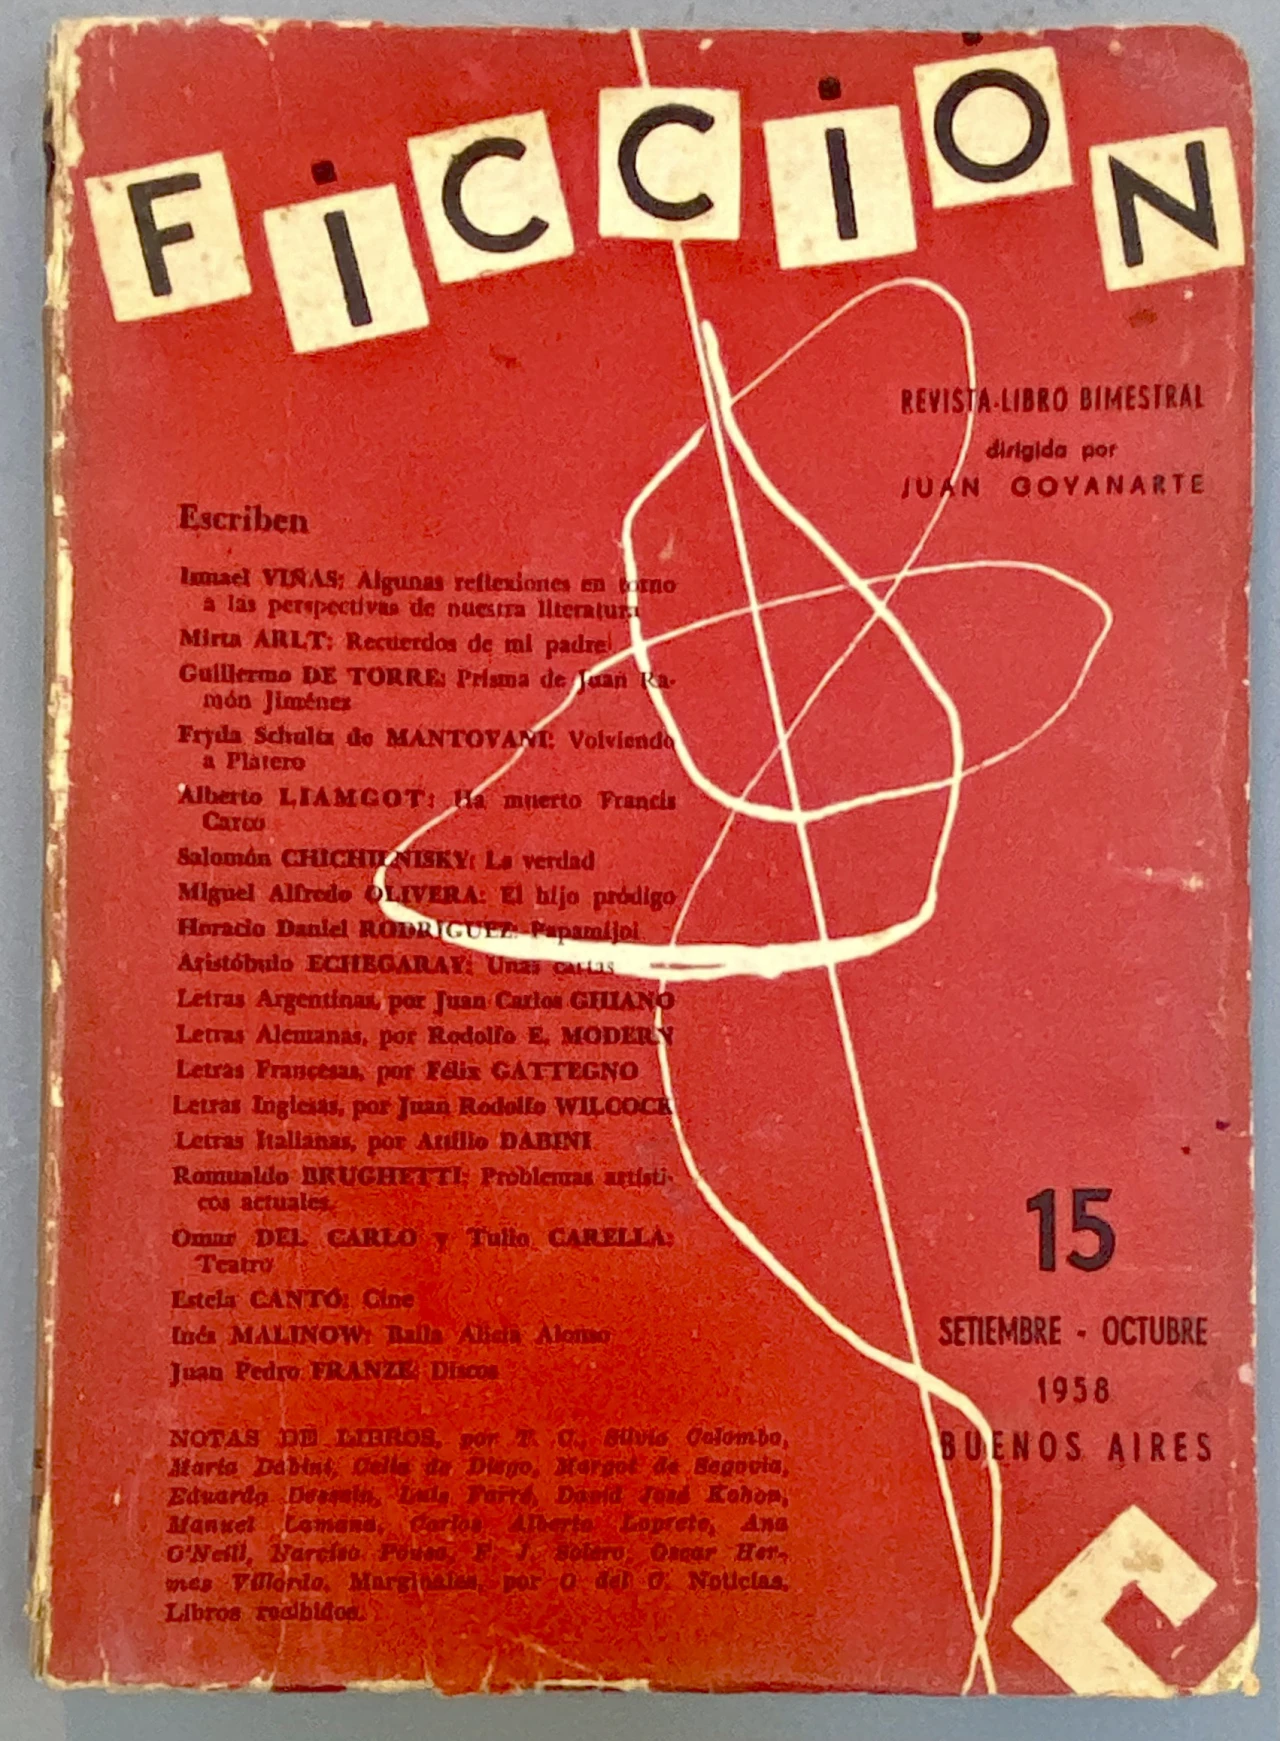 FiCCiÓN
REVISTA-LIBRO BIMESTRAL
dirigida por
JUAN GOYANARTE
Escriben
Ismael VIÑAS: Algunas reflexiones en torno
a las perspectivas de nuestra literatura
Mirta ARLT: Recuerdos de mi padre
Guillermo DE TORRE: Prisma de Juan Ra-
món Jiménez
Fryda Schultz de MANTOVANI: Volviendo
a Platero
Alberto LIAMGOT: Ha muerto Francis
Carco
Salomón CHICHILNISKY: La verdad
Miguel Alfredo OLIVERA: El hijo pródigo
Horacio Daniel RODRIGUEZ: Papamijoi
Aristóbulo ECHEGARAY: Unas cartas
Letras Argentinas, por Juan Carlos GHIANO
Letras Alemanas, por Rodolfo E. MODERN
Letras Francesas, por Félix GATTEGNO
Letras Inglesas, por Juan Rodolfo WILCOCK
Letras Italianas, por Attilio DABINI
Romualdo BRUGHETTI: Problemas artísti-
cos actuales
Omar DEL CARLO y Tulio CARELLA:
Teatro
Estela CANTÓ: Cine
Inés MALINOW: Baila Alicia Alonso
Juan Pedro FRANZE: Discos
NOTAS DE LIBROS, por T. C., Silvio Colombo,
María Dabini, Celia de Diego, Margot de Segovia,
Eduardo Dessein, Luis Farré, David José Kohon,
Manuel Lamana, Carlos Alberto Loprete, Ana
O'Neill, Narciso Pousa, F. J. Solero, Oscar Her-
mes Villordo. Marginales, por O del C. Noticias.
Libros recibidos.
15
SETIEMBRE - OCTUBRE
1958
BUENOS AIRES